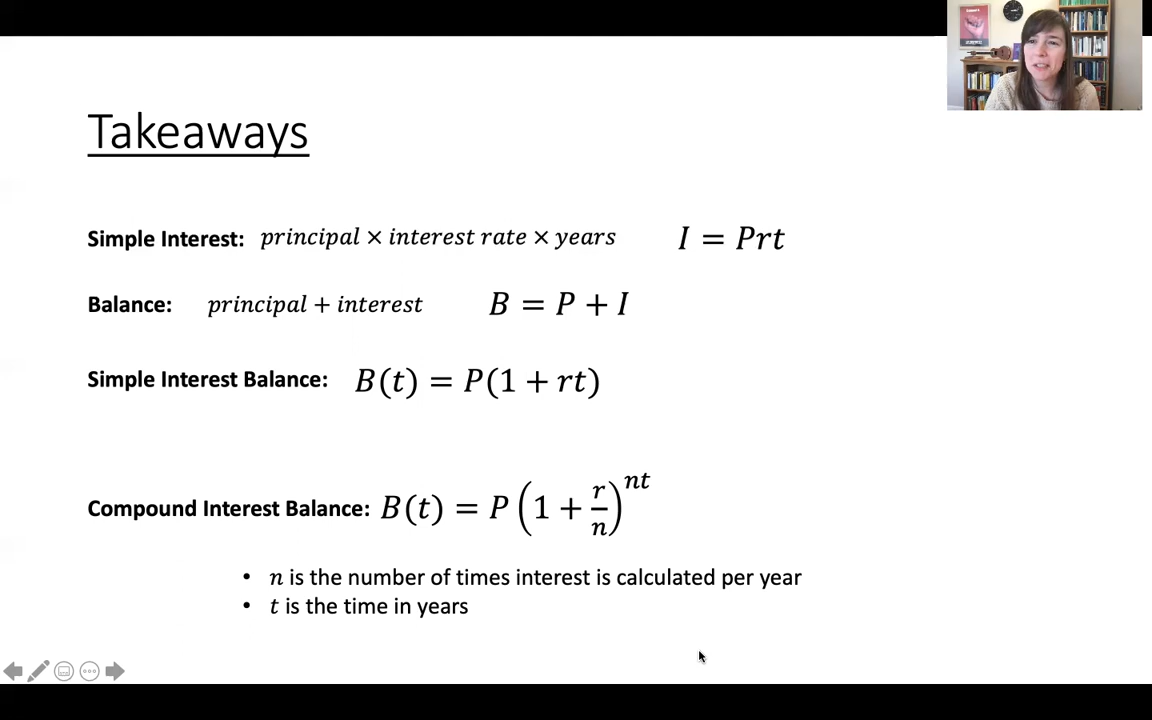 Takeaways
Simple Interest: principal × interest rate × years I = Prt
Balance: principal + interest B = P + I
Simple Interest Balance: B(t) = P(1 + rt)
Compound Interest Balance: B(t) = P(1 + r/n)^nt
• n is the number of times interest is calculated per year
• t is the time in years